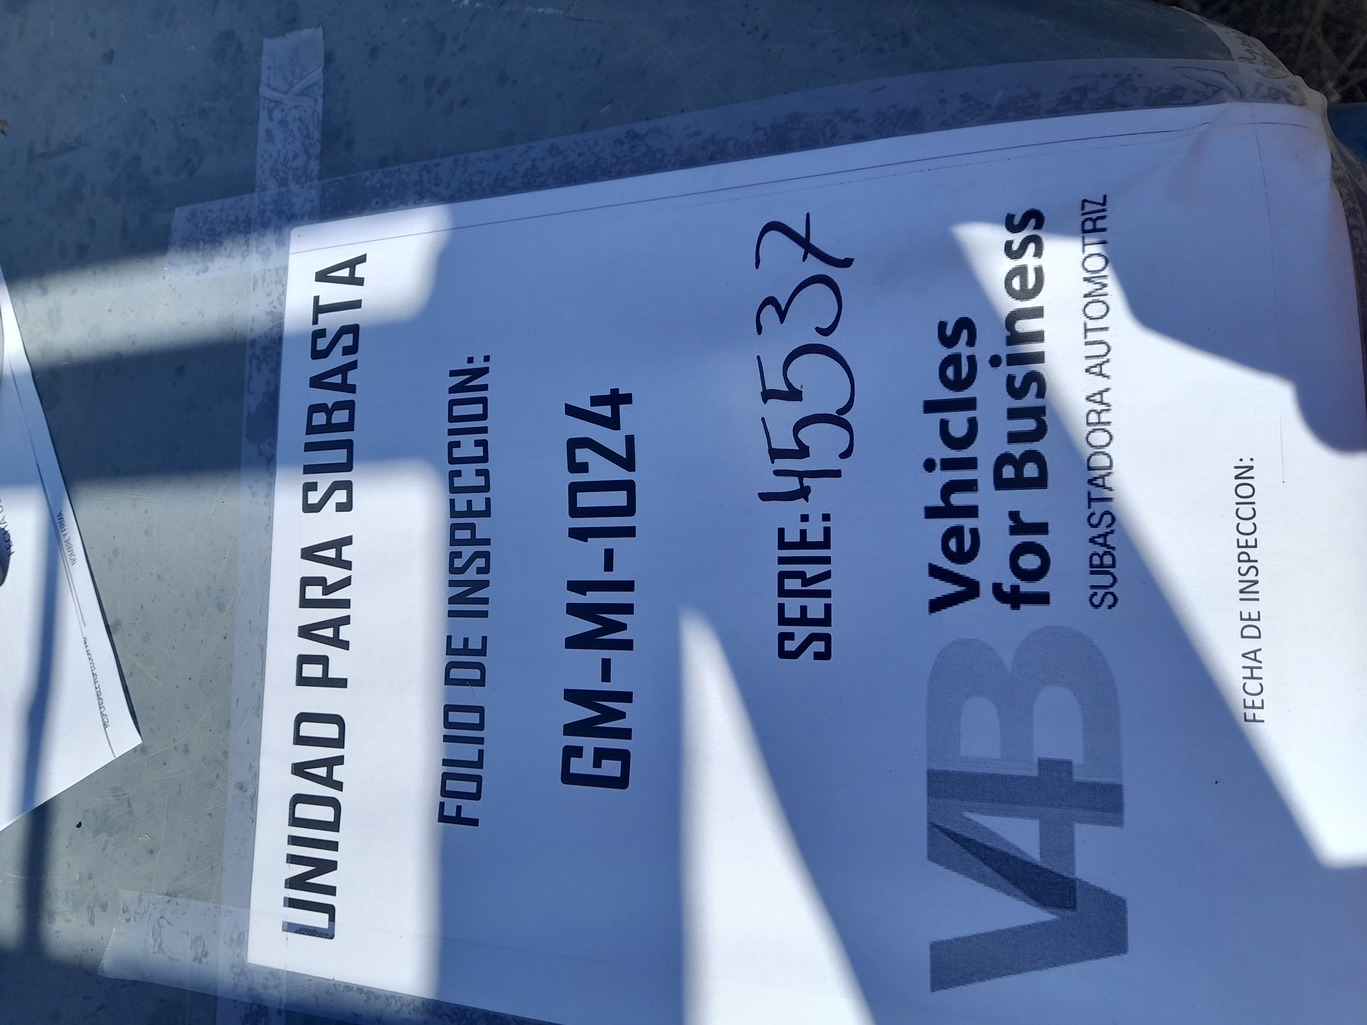 UNIDAD PARA SUBASTA
FOLIO DE INSPECCION:
GM-M1-1024
SERIE: 45537
V4B Vehicles
for Business
SUBASTADORA AUTOMOTRIZ
FECHA DE INSPECCION: